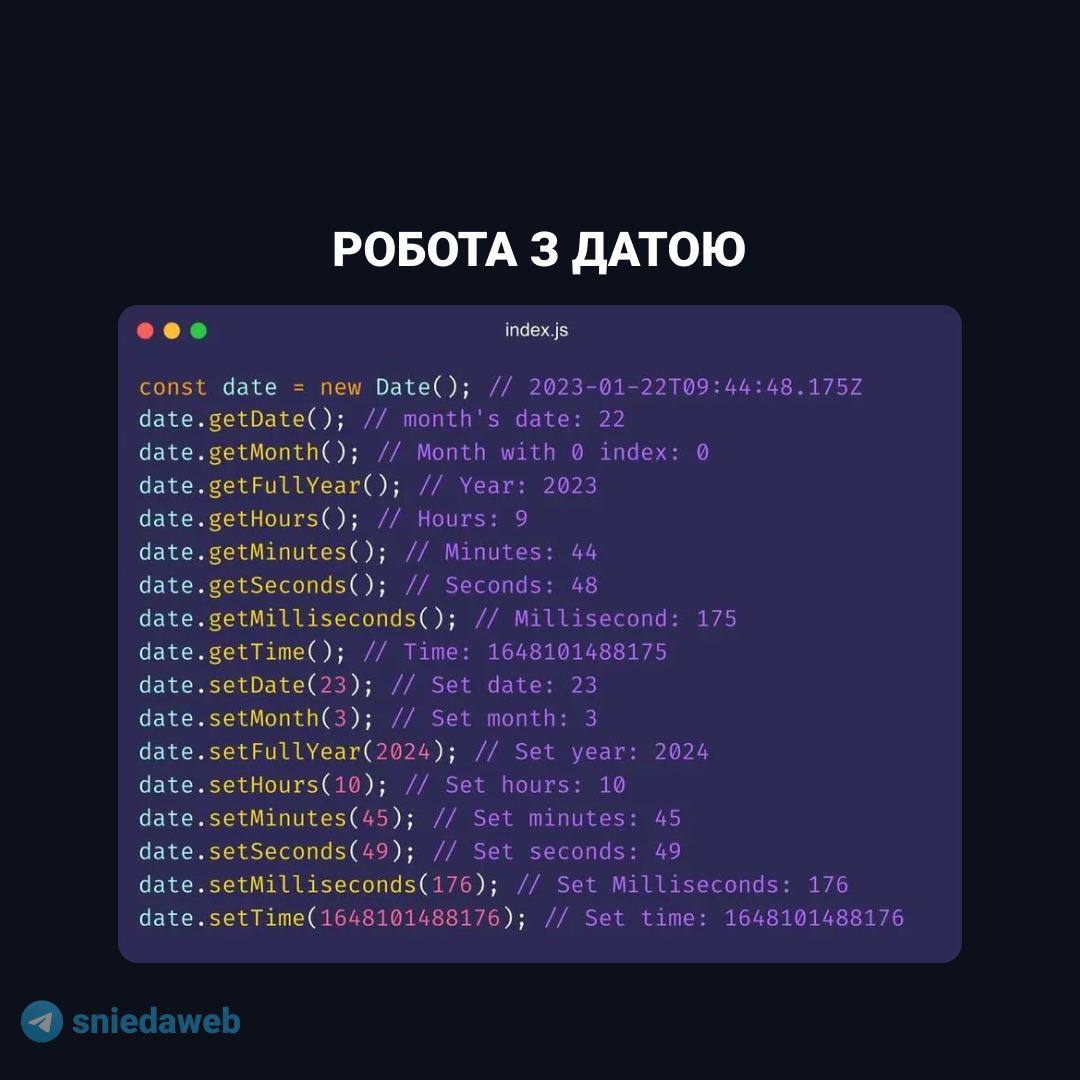 РОБОТА З ДАТОЮ
index.js
const date = new Date(); // 2023-01-22T09:44:48.175Z
date.getDate(); // month's date: 22
date.getMonth(); // Month with 0 index: 0
date.getFullYear(); // Year: 2023
date.getHours(); // Hours: 9
date.getMinutes(); // Minutes: 44
date.getSeconds(); // Seconds: 48
date.getMilliseconds(); // Millisecond: 175
date.getTime(); // Time: 1648101488175
date.setDate(23); // Set date: 23
date.setMonth(3); // Set month: 3
date.setFullYear(2024); // Set year: 2024
date.setHours(10); // Set hours: 10
date.setMinutes(45); // Set minutes: 45
date.setSeconds(49); // Set seconds: 49
date.setMilliseconds(176); // Set Milliseconds: 176
date.setTime(1648101488176); // Set time: 1648101488176
sniedaweb